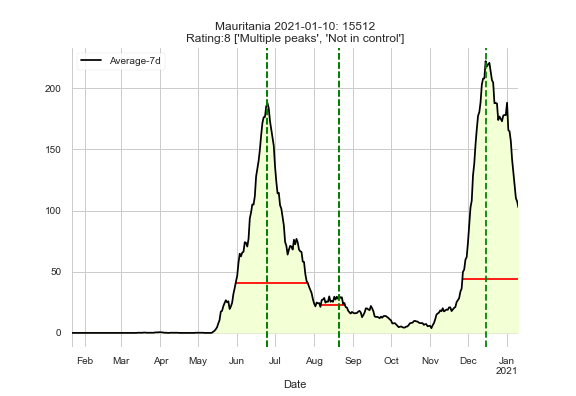 Mauritania 2021-01-10: 15512
Rating:8 ['Multiple peaks', 'Not in control']
Average-7d
200
150
100
50
0
Feb Mar Apr May Jun Jul Aug Sep Oct Nov Dec Jan
2021
Date